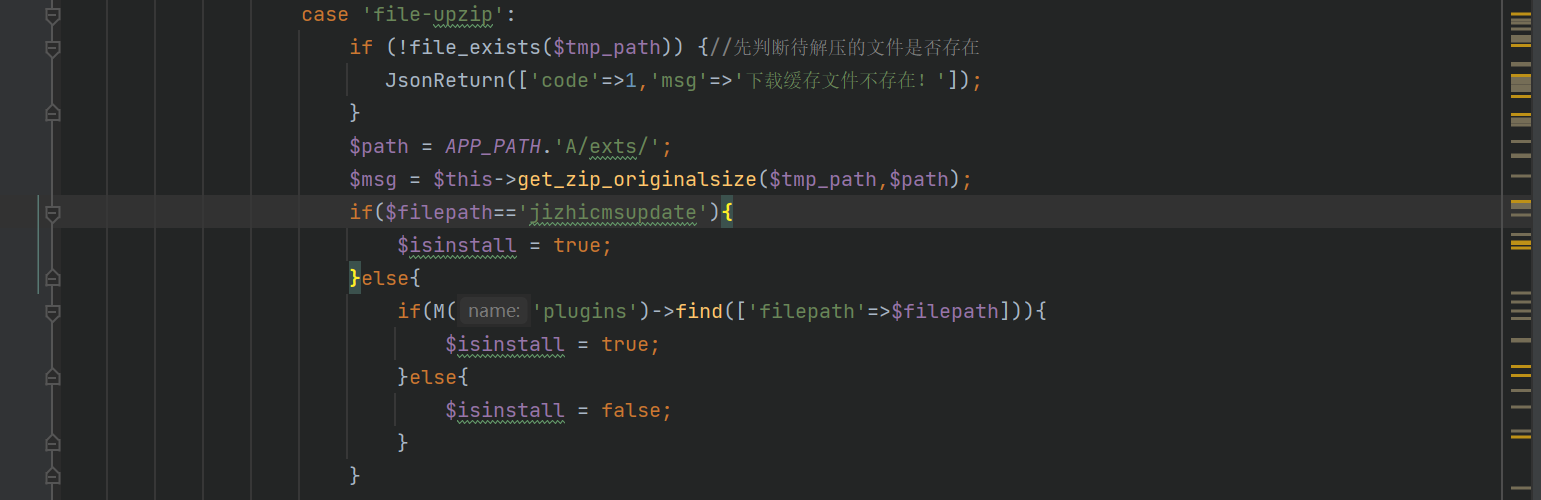 case 'file-upzip':
if (!file_exists($tmp_path)) {//先判断待解压的文件是否存在
JsonReturn(['code'=>1,'msg'=>'下载缓存文件不存在！']);
}
$path = APP_PATH.'A/exts/';
$msg = $this->get_zip_originalsize($tmp_path,$path);
if($filepath=='jizhicmsupdate'){
$isinstall = true;
}else{
if(M( name: 'plugins')->find(['filepath'=>$filepath])){
$isinstall = true;
}else{
$isinstall = false;
}
}